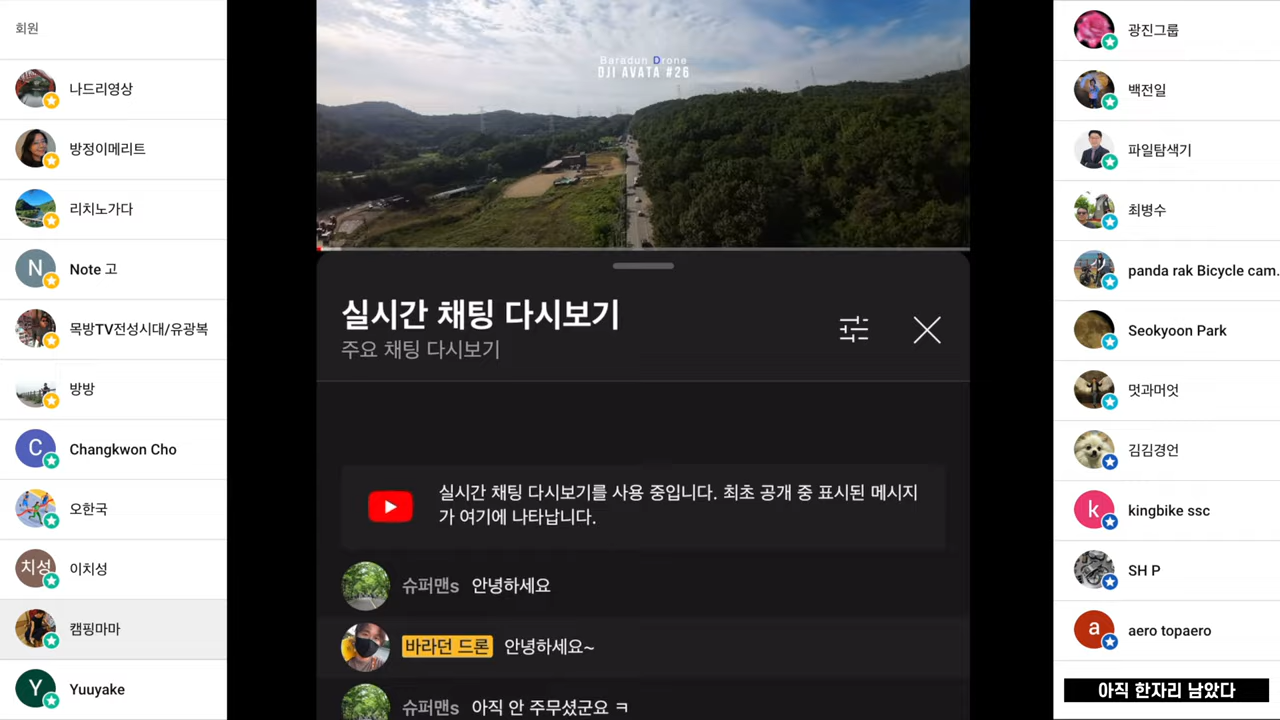 회원
나드리영상
방정이메리트
리치노가다
N
Note 고
목방TV전성시대/유광복
방방
C
Changkwon Cho
오한국
치성
이치성
캠핑마마
Y
Yuuyake
Baradun Drone
DJI AVATA #26
실시간 채팅 다시보기
주요 채팅 다시보기
실시간 채팅 다시보기를 사용 중입니다. 최초 공개 중 표시된 메시지
가 여기에 나타납니다.
슈퍼맨s 안녕하세요
바라던 드론 안녕하세요~
슈퍼맨s 아직 안 주무셨군요 ㅋ
광진그룹
백전일
파일탐색기
최병수
panda rak Bicycle cam.
Seokyoon Park
멋과머엇
김김경언
k
kingbike ssc
SH P
a
aero topaero
아직 한자리 남았다